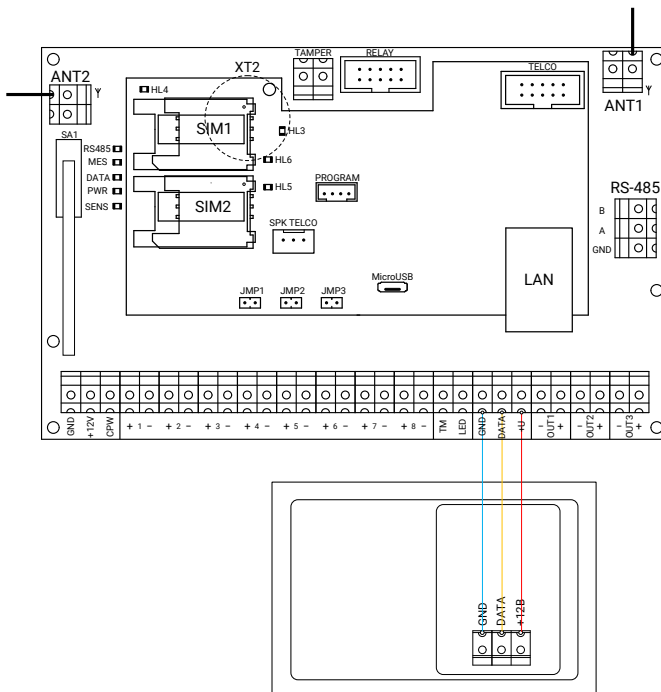 TAMPER RELAY
XT2 TELCO
ANT2
HL4
ANT1
SA1
SIM1 HL3
RS485
MES HL6
DATA PROGRAM
PWR HL5 RS-485
SENS SIM2 B
SPK TELCO A
GND
MicroUSB LAN
JMP1 JMP2 JMP3
GND +12V CPW + 1 − + 2 − + 3 − + 4 − + 5 − + 6 − + 7 − + 8 − TM LED GND DATA +U − OUT1 + − OUT2 + − OUT3 +
GND DATA +12B